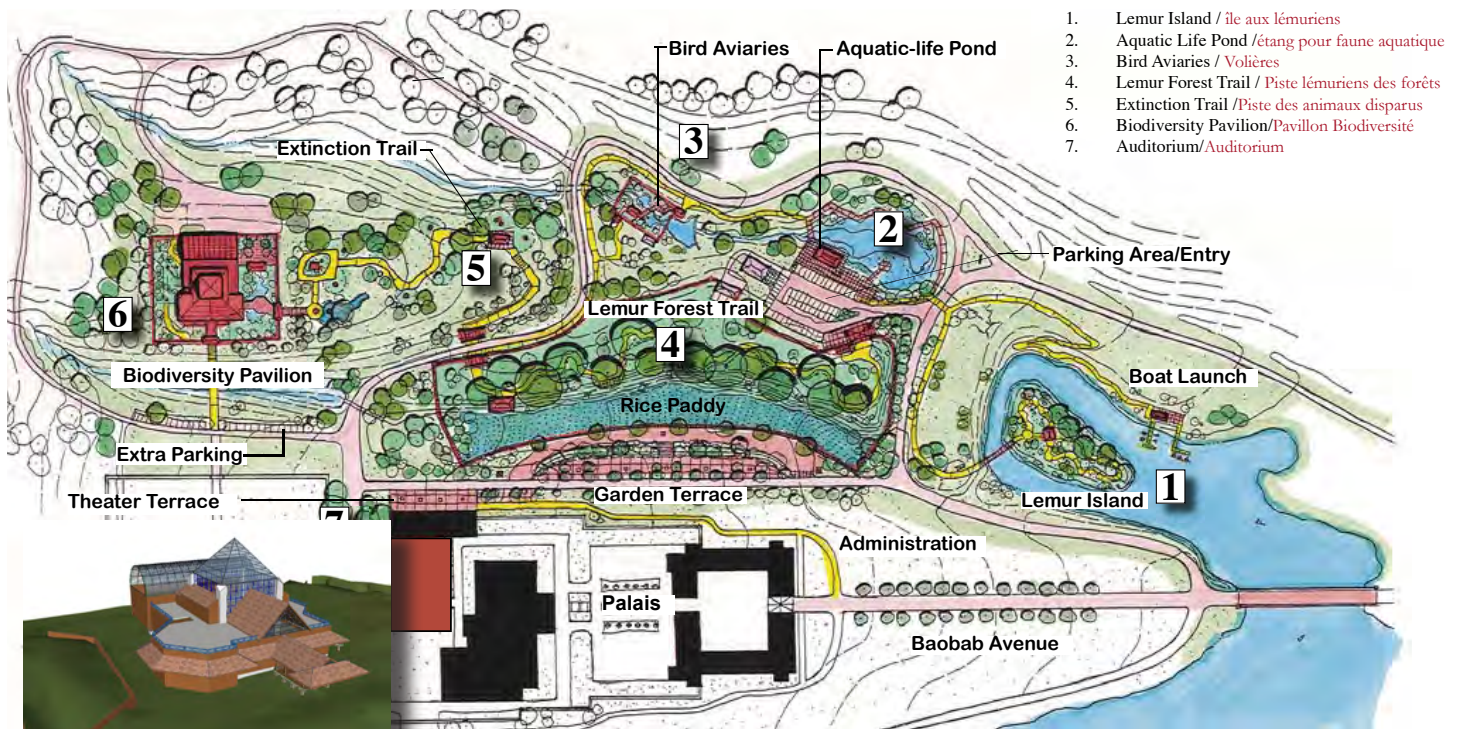 1. Lemur Island / île aux lémuriens
2. Aquatic Life Pond /étang pour faune aquatique
3. Bird Aviaries / Volières
4. Lemur Forest Trail / Piste lémuriens des forêts
5. Extinction Trail /Piste des animaux disparus
6. Biodiversity Pavilion/Pavillon Biodiversité
7. Auditorium/Auditorium
Bird Aviaries
Aquatic-life Pond
3
Extinction Trail
2
5
Parking Area/Entry
6
Lemur Forest Trail
4
Biodiversity Pavilion
Boat Launch
Rice Paddy
Extra Parking
1
Theater Terrace
Garden Terrace
Lemur Island
7
Administration
Palais
Baobab Avenue